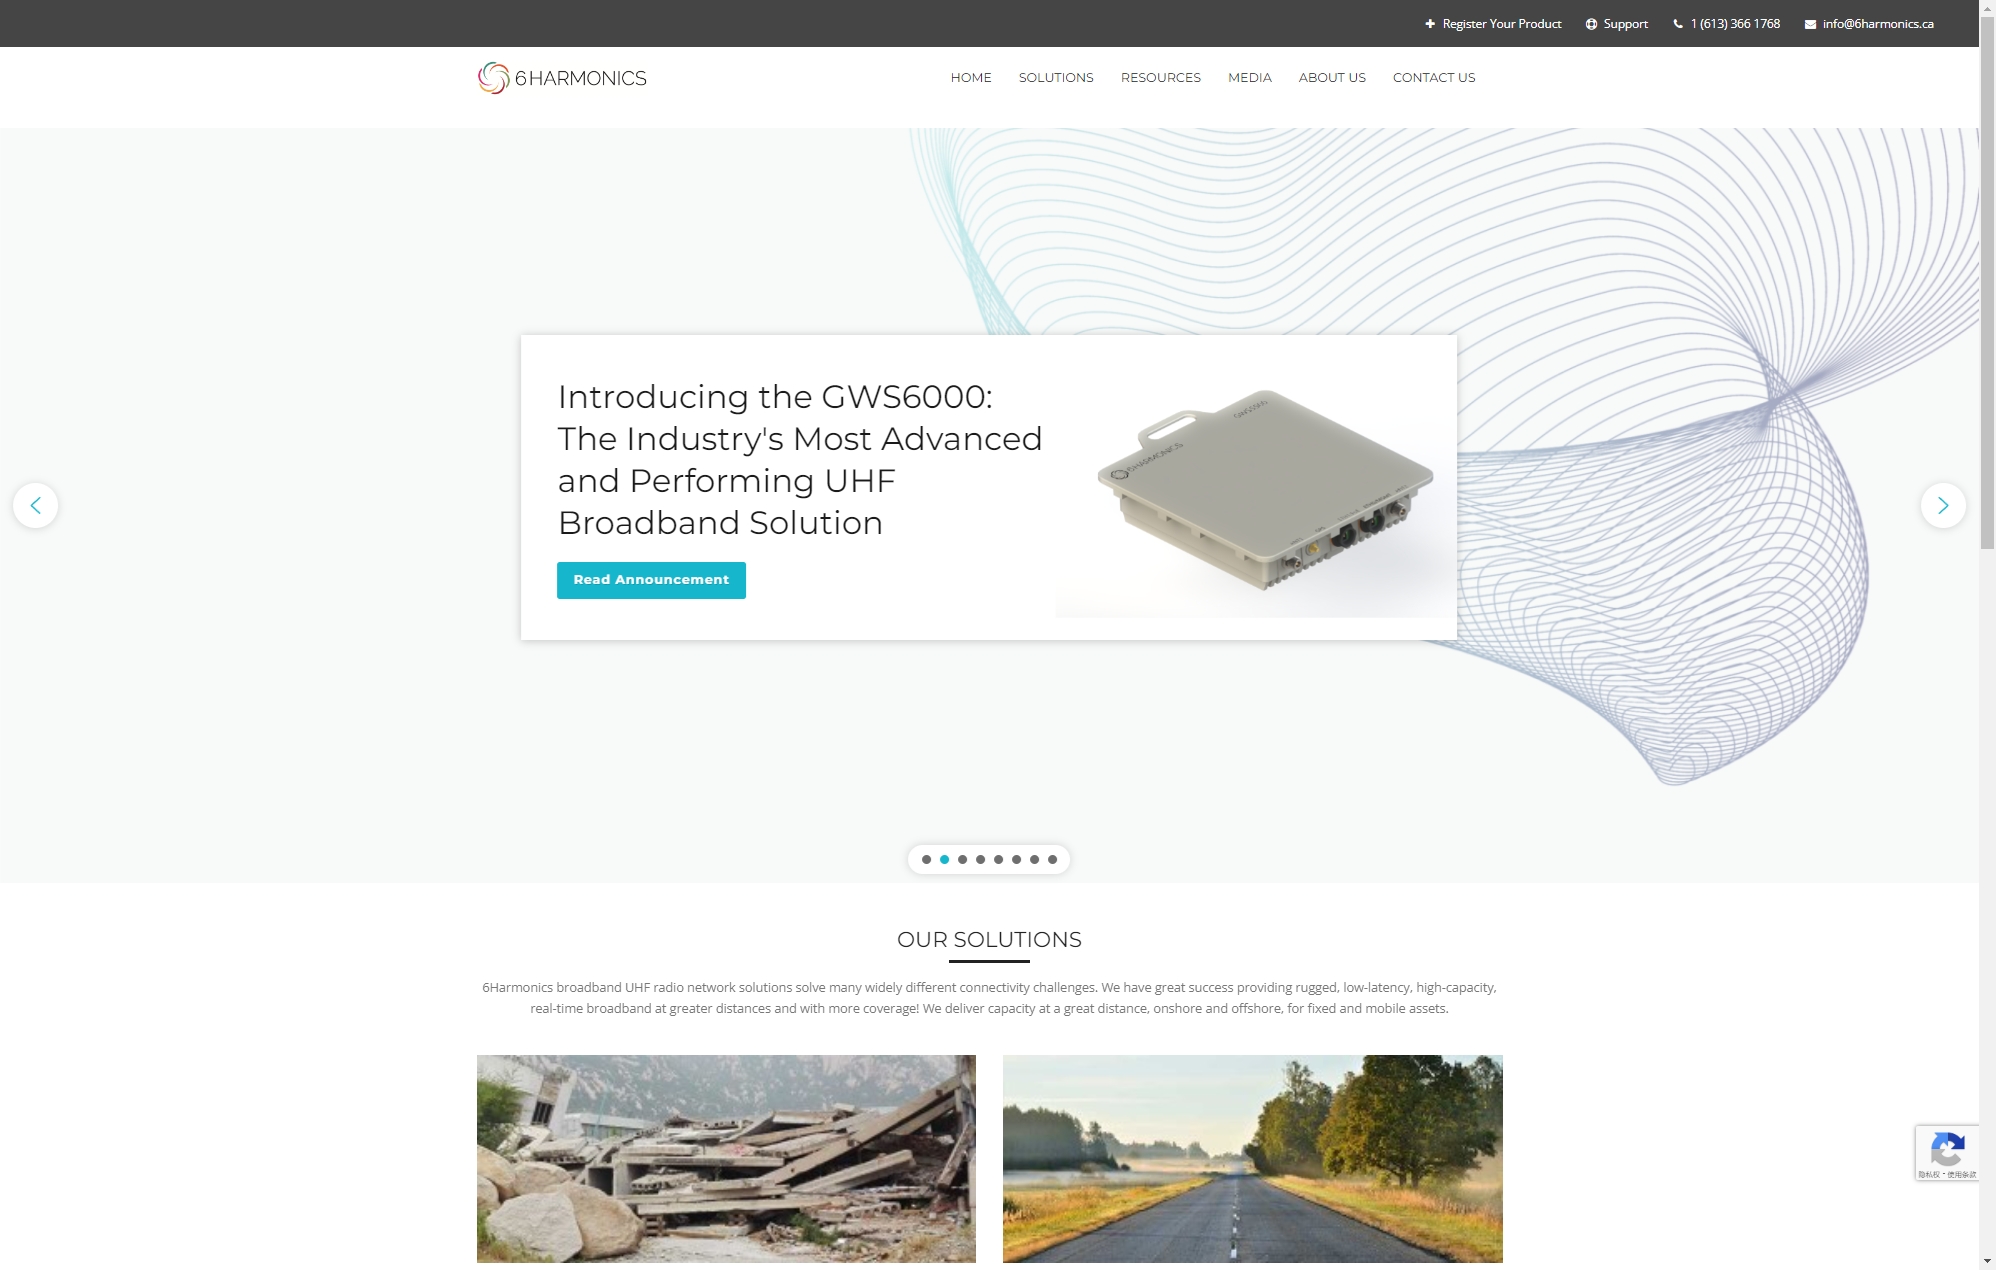 Register Your Product Support 1 (613) 366 1768 info@6harmonics.ca
6HARMONICS
HOME SOLUTIONS RESOURCES MEDIA ABOUT US CONTACT US
Introducing the GWS6000:
The Industry's Most Advanced
and Performing UHF
Broadband Solution
Read Announcement
6HARMONICS
OUR SOLUTIONS
6Harmonics broadband UHF radio network solutions solve many widely different connectivity challenges. We have great success providing rugged, low-latency, high-capacity,
real-time broadband at greater distances and with more coverage! We deliver capacity at a great distance, onshore and offshore, for fixed and mobile assets.
隐私权 - 使用条款